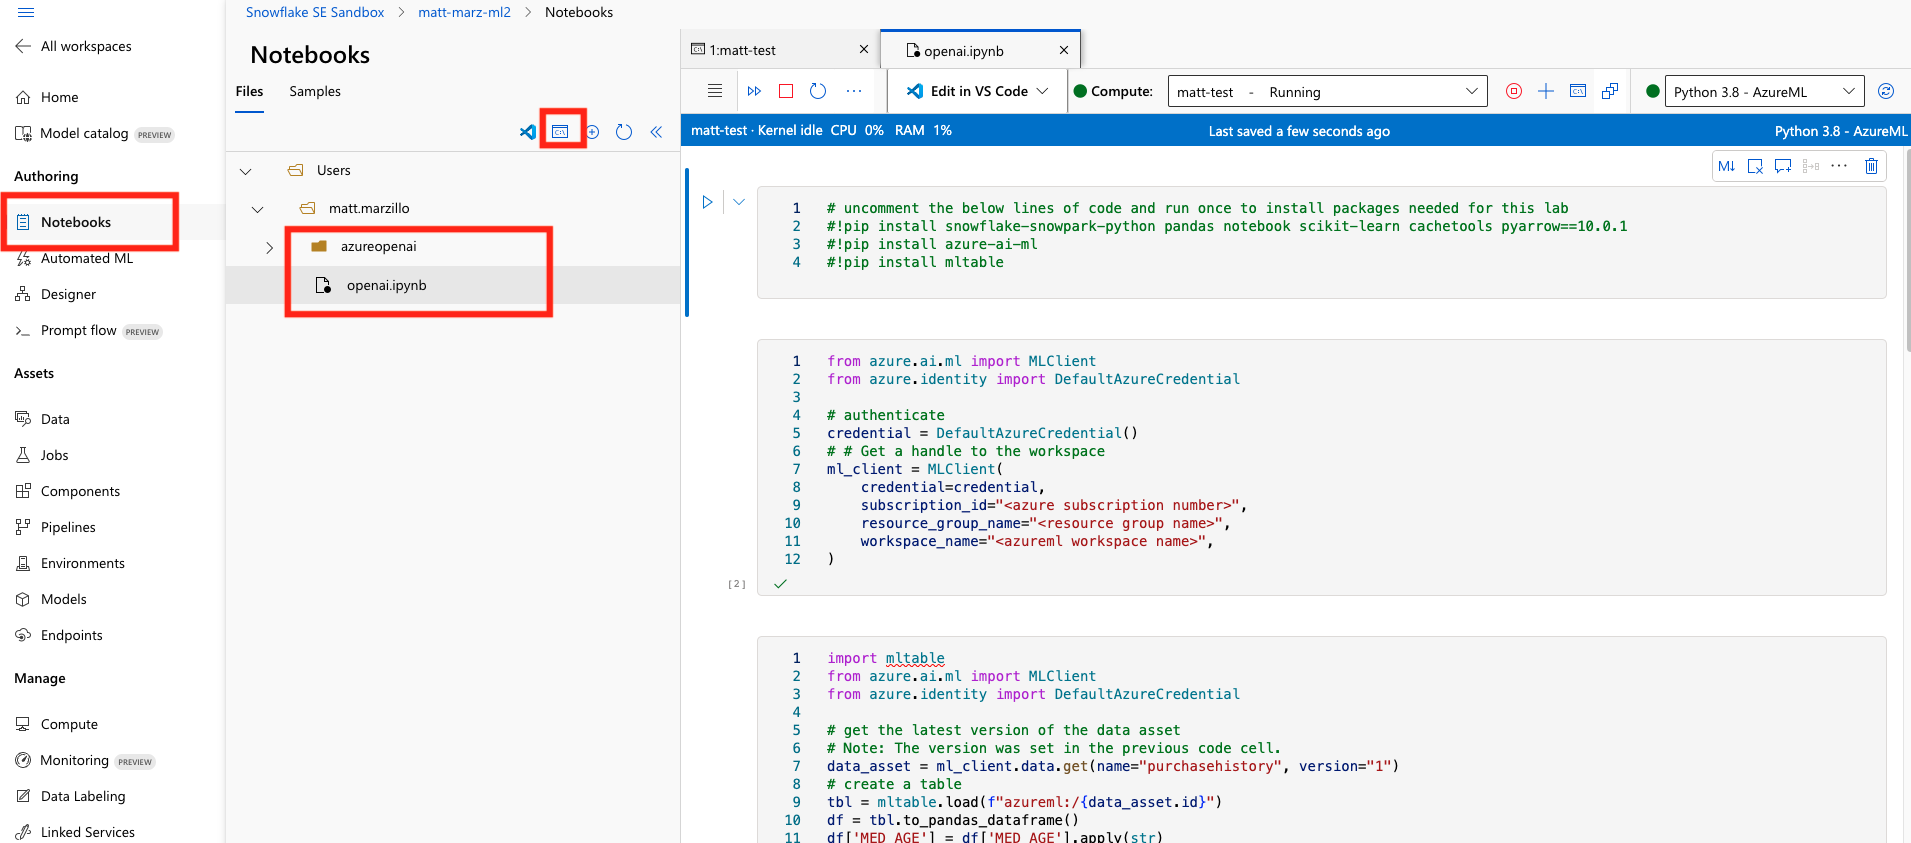 Snowflake SE Sandbox > matt-marz-ml2 > Notebooks
All workspaces
Home
Model catalog PREVIEW
Authoring
Notebooks
Automated ML
Designer
Prompt flow PREVIEW
Assets
Data
Jobs
Components
Pipelines
Environments
Models
Endpoints
Manage
Compute
Monitoring PREVIEW
Data Labeling
Linked Services
Notebooks
Files Samples
Users
matt.marzillo
azureopenai
openai.ipynb
1:matt-test
openai.ipynb
Edit in VS Code
Compute: matt-test - Running
Python 3.8 - AzureML
matt-test · Kernel idle CPU 0% RAM 1%
Last saved a few seconds ago
Python 3.8 - AzureML
M↓
1 # uncomment the below lines of code and run once to install packages needed for this lab
2 #!pip install snowflake-snowpark-python pandas notebook scikit-learn cachetools pyarrow==10.0.1
3 #!pip install azure-ai-ml
4 #!pip install mltable
1 from azure.ai.ml import MLClient
2 from azure.identity import DefaultAzureCredential
3
4 # authenticate
5 credential = DefaultAzureCredential()
6 # # Get a handle to the workspace
7 ml_client = MLClient(
8     credential=credential,
9     subscription_id="<azure subscription number>",
10     resource_group_name="<resource group name>",
11     workspace_name="<azureml workspace name>",
12 )
[2]
1 import mltable
2 from azure.ai.ml import MLClient
3 from azure.identity import DefaultAzureCredential
4
5 # get the latest version of the data asset
6 # Note: The version was set in the previous code cell.
7 data_asset = ml_client.data.get(name="purchasehistory", version="1")
8 # create a table
9 tbl = mltable.load(f"azureml:/{data_asset.id}")
10 df = tbl.to_pandas_dataframe()
11 df['MED_AGE'] = df['MED_AGE'].apply(str)